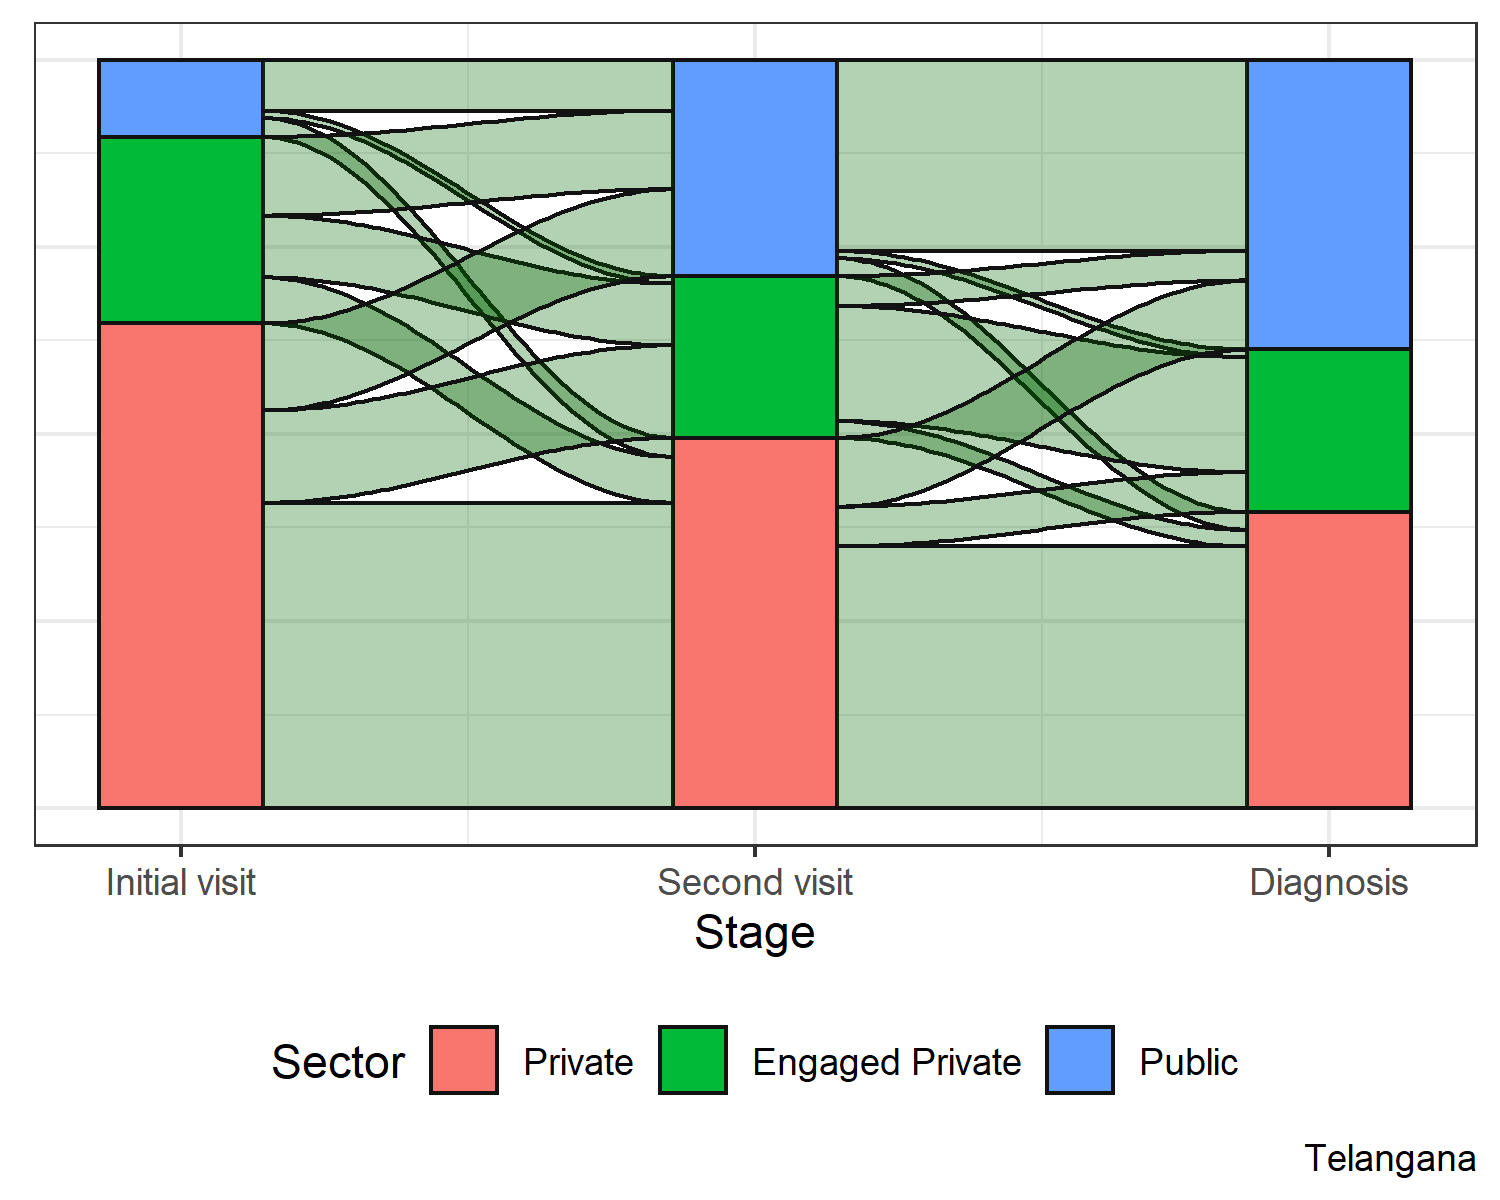 Initial visit Second visit Diagnosis
Stage
Sector Private Engaged Private Public
Telangana